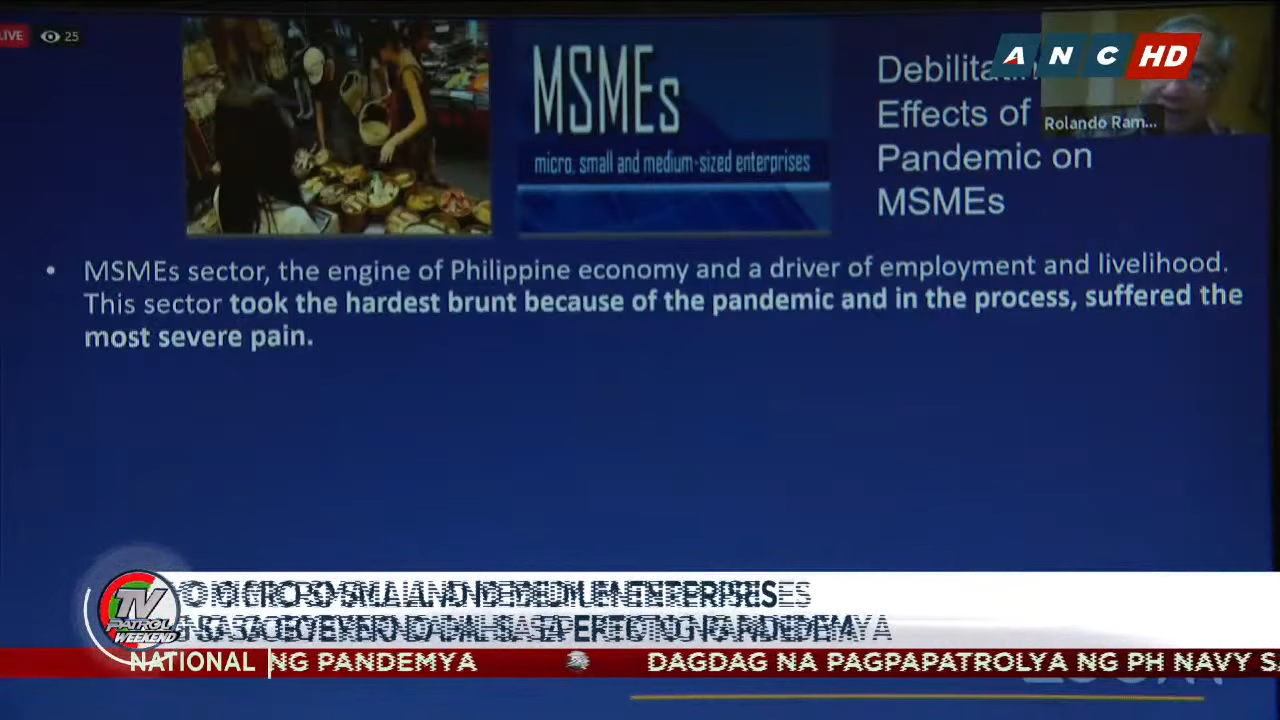 LIVE 25
ANC HD
MSMEs
micro, small and medium-sized enterprises
Effects of
Pandemic on
MSMEs
Rolando Ram...
• MSMEs sector, the engine of Philippine economy and a driver of employment and livelihood.
This sector took the hardest brunt because of the pandemic and in the process, suffered the
most severe pain.
TV
PATROL
WEEKEND
NATIONAL NG PANDEMYA DAGDAG NA PAGPAPATROLYA NG PH NAVY SA